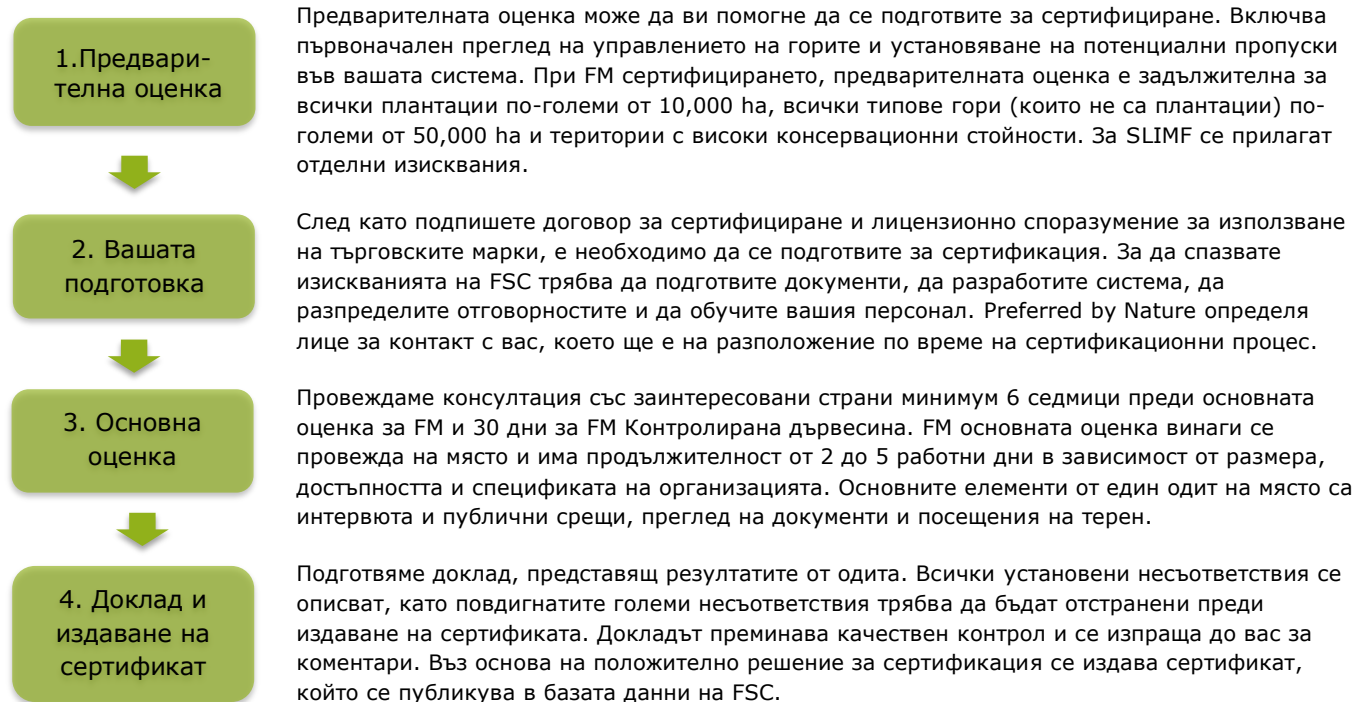 1.Предвари-
телна оценка
Предварителната оценка може да ви помогне да се подготвите за сертифициране. Включва
първоначален преглед на управлението на горите и установяване на потенциални пропуски
във вашата система. При FM сертифицирането, предварителната оценка е задължителна за
всички плантации по-големи от 10,000 ha, всички типове гори (които не са плантации) по-
големи от 50,000 ha и територии с високи консервационни стойности. За SLIMF се прилагат
отделни изисквания.
2. Вашата
подготовка
След като подпишете договор за сертифициране и лицензионно споразумение за използване
на търговските марки, е необходимо да се подготвите за сертификация. За да спазвате
изискванията на FSC трябва да подготвите документи, да разработите система, да
разпределите отговорностите и да обучите вашия персонал. Preferred by Nature определя
лице за контакт с вас, което ще е на разположение по време на сертификационни процес.
3. Основна
оценка
Провеждаме консултация със заинтересовани страни минимум 6 седмици преди основната
оценка за FM и 30 дни за FM Контролирана дървесина. FM основната оценка винаги се
провежда на място и има продължителност от 2 до 5 работни дни в зависимост от размера,
достъпността и спецификата на организацията. Основните елементи от един одит на място са
интервюта и публични срещи, преглед на документи и посещения на терен.
4. Доклад и
издаване на
сертификат
Подготвяме доклад, представящ резултатите от одита. Всички установени несъответствия се
описват, като повдигнатите големи несъответствия трябва да бъдат отстранени преди
издаване на сертификата. Докладът преминава качествен контрол и се изпраща до вас за
коментари. Въз основа на положително решение за сертификация се издава сертификат,
който се публикува в базата данни на FSC.